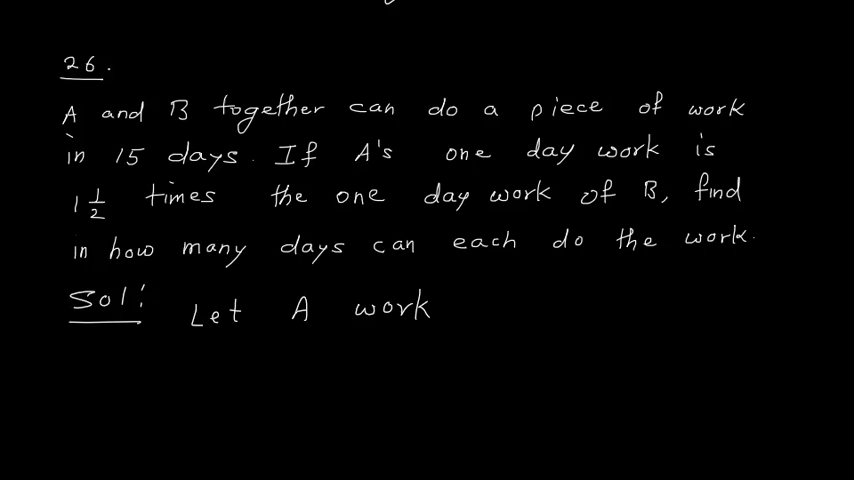 26.
A and B together can do a piece of work
in 15 days. If A's one day work is
1 1/2 times the one day work of B, find
in how many days can each do the work.
Sol: Let A work